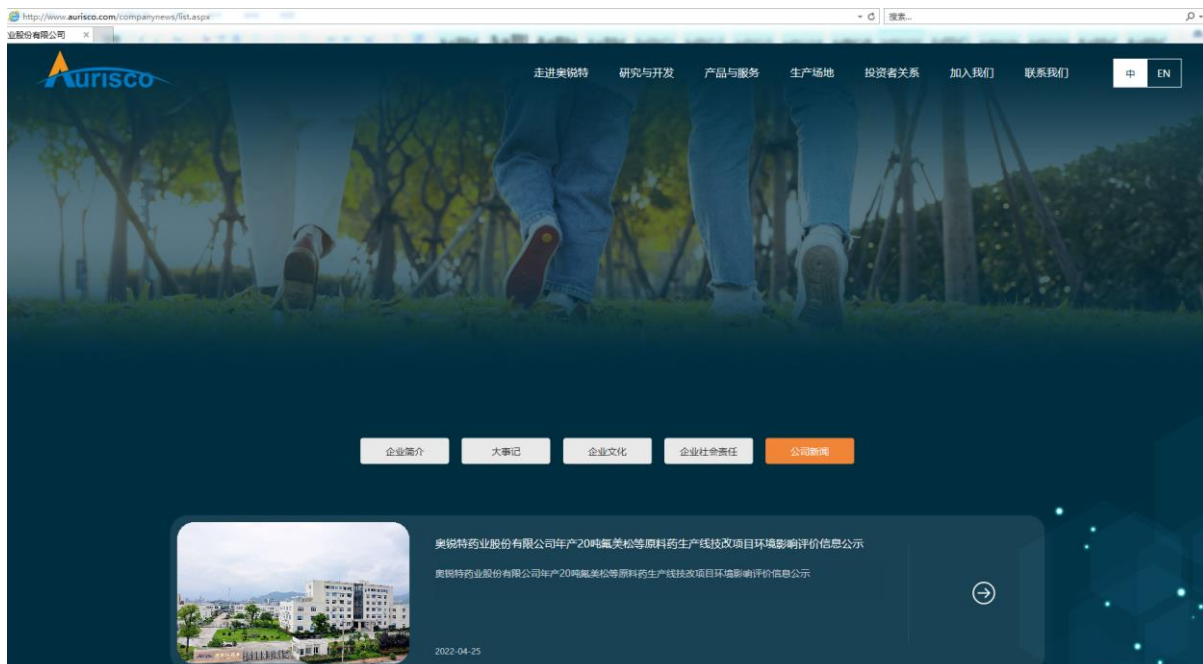 http://www.aurisco.com/companynews/list.aspx
搜索...
业股份有限公司 ×
Aurisco
走进奥锐特 研究与开发 产品与服务 生产场地 投资者关系 加入我们 联系我们 中 EN
企业简介 大事记 企业文化 企业社会责任 公司新闻
奥锐特药业股份有限公司年产20吨氟美松等原料药生产线技改项目环境影响评价信息公示
奥锐特药业股份有限公司年产20吨氟美松等原料药生产线技改项目环境影响评价信息公示
2022-04-25